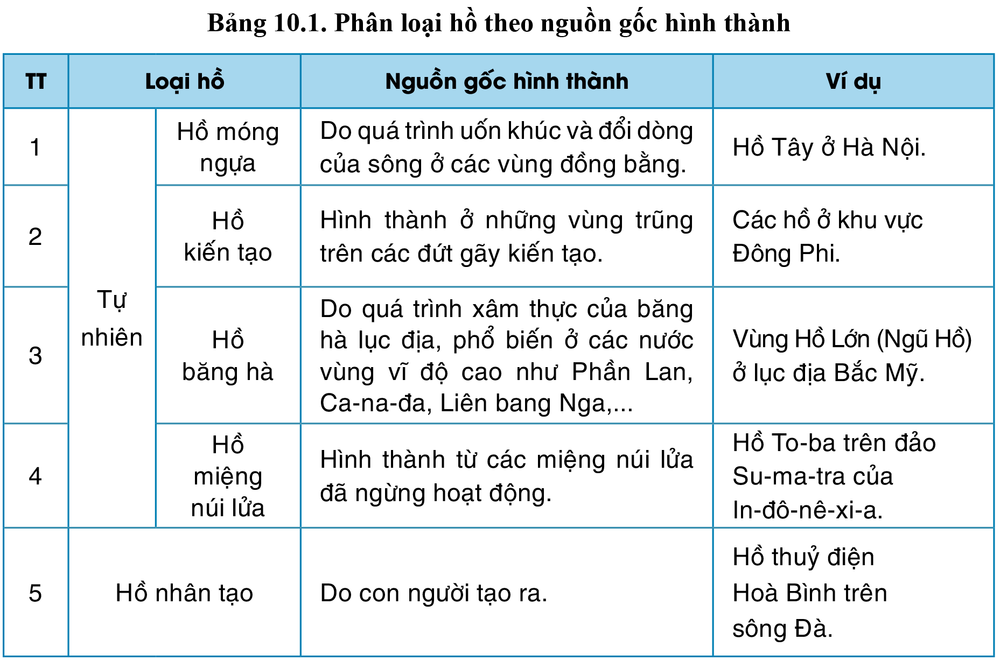 Bảng 10.1. Phân loại hồ theo nguồn gốc hình thành
TT
Loại hồ
Nguồn gốc hình thành
Ví dụ
1
Tự
nhiên
Hồ móng
ngựa
Do quá trình uốn khúc và đổi dòng
của sông ở các vùng đồng bằng.
Hồ Tây ở Hà Nội.
2
Hồ
kiến tạo
Hình thành ở những vùng trũng
trên các đứt gãy kiến tạo.
Các hồ ở khu vực
Đông Phi.
3
Hồ
băng hà
Do quá trình xâm thực của băng
hà lục địa, phổ biến ở các nước
vùng vĩ độ cao như Phần Lan,
Ca-na-đa, Liên bang Nga,...
Vùng Hồ Lớn (Ngũ Hồ)
ở lục địa Bắc Mỹ.
4
Hồ
miệng
núi lửa
Hình thành từ các miệng núi lửa
đã ngừng hoạt động.
Hồ To-ba trên đảo
Su-ma-tra của
In-đô-nê-xi-a.
5
Hồ nhân tạo
Do con người tạo ra.
Hồ thuỷ điện
Hoà Bình trên
sông Đà.